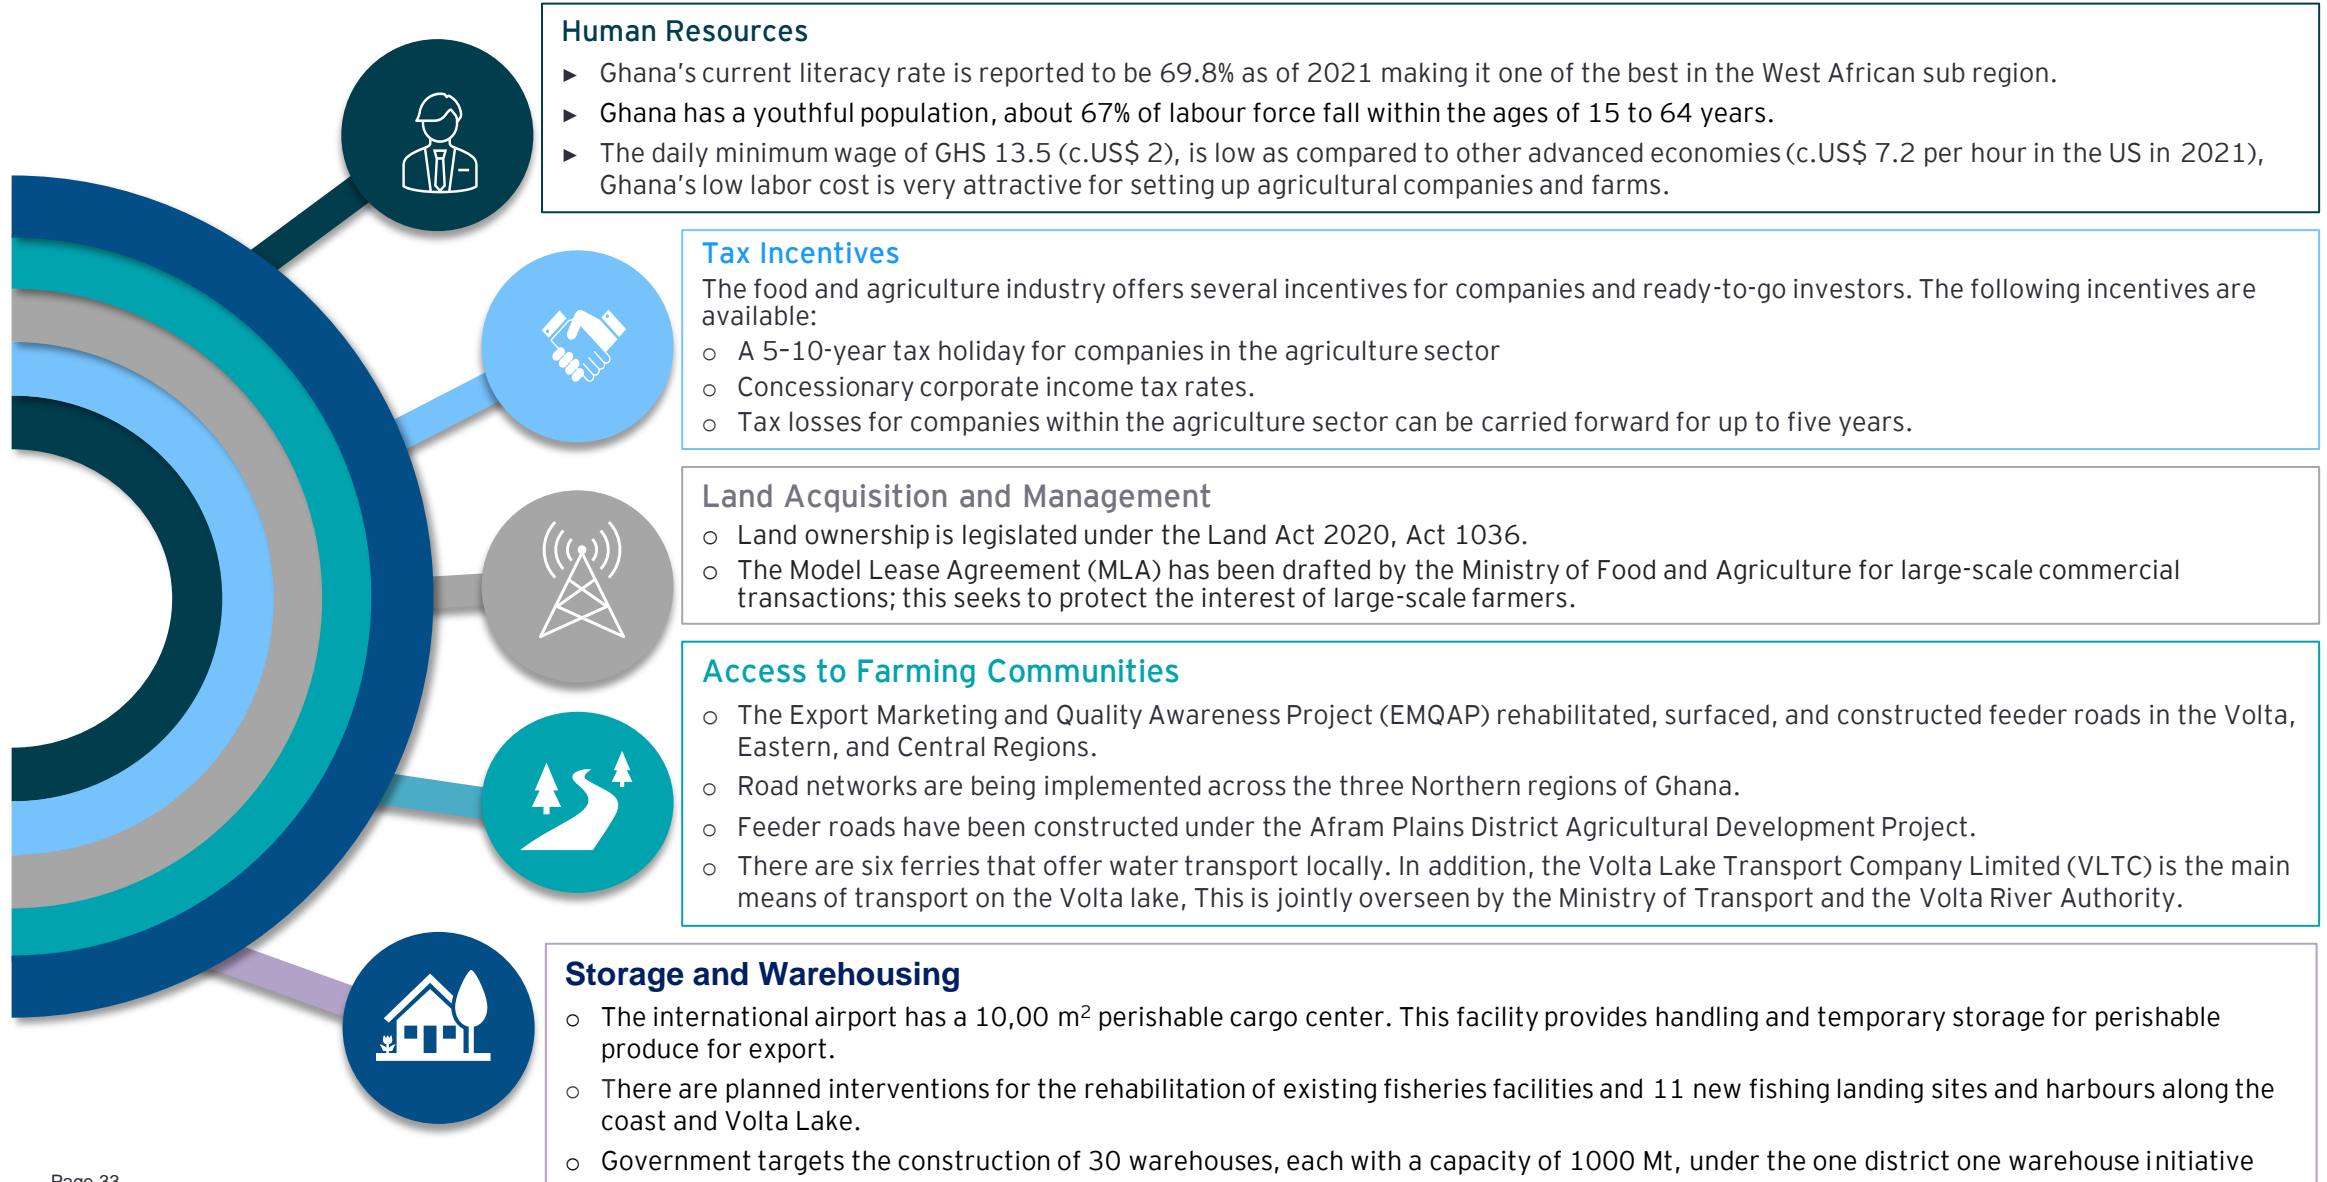 Human Resources
► Ghana's current literacy rate is reported to be 69.8% as of 2021 making it one of the best in the West African sub region.
► Ghana has a youthful population, about 67% of labour force fall within the ages of 15 to 64 years.
► The daily minimum wage of GHS 13.5 (c.US$ 2), is low as compared to other advanced economies (c.US$ 7.2 per hour in the US in 2021),
Ghana's low labor cost is very attractive for setting up agricultural companies and farms.
Tax Incentives
The food and agriculture industry offers several incentives for companies and ready-to-go investors. The following incentives are
available:
o A 5–10-year tax holiday for companies in the agriculture sector
o Concessionary corporate income tax rates.
o Tax losses for companies within the agriculture sector can be carried forward for up to five years.
Land Acquisition and Management
o Land ownership is legislated under the Land Act 2020, Act 1036.
o The Model Lease Agreement (MLA) has been drafted by the Ministry of Food and Agriculture for large-scale commercial
transactions; this seeks to protect the interest of large-scale farmers.
Access to Farming Communities
o The Export Marketing and Quality Awareness Project (EMQAP) rehabilitated, surfaced, and constructed feeder roads in the Volta,
Eastern, and Central Regions.
o Road networks are being implemented across the three Northern regions of Ghana.
o Feeder roads have been constructed under the Afram Plains District Agricultural Development Project.
o There are six ferries that offer water transport locally. In addition, the Volta Lake Transport Company Limited (VLTC) is the main
means of transport on the Volta lake, This is jointly overseen by the Ministry of Transport and the Volta River Authority.
Storage and Warehousing
o The international airport has a 10,00 m² perishable cargo center. This facility provides handling and temporary storage for perishable
produce for export.
o There are planned interventions for the rehabilitation of existing fisheries facilities and 11 new fishing landing sites and harbours along the
coast and Volta Lake.
o Government targets the construction of 30 warehouses, each with a capacity of 1000 Mt, under the one district one warehouse initiative
Page 33